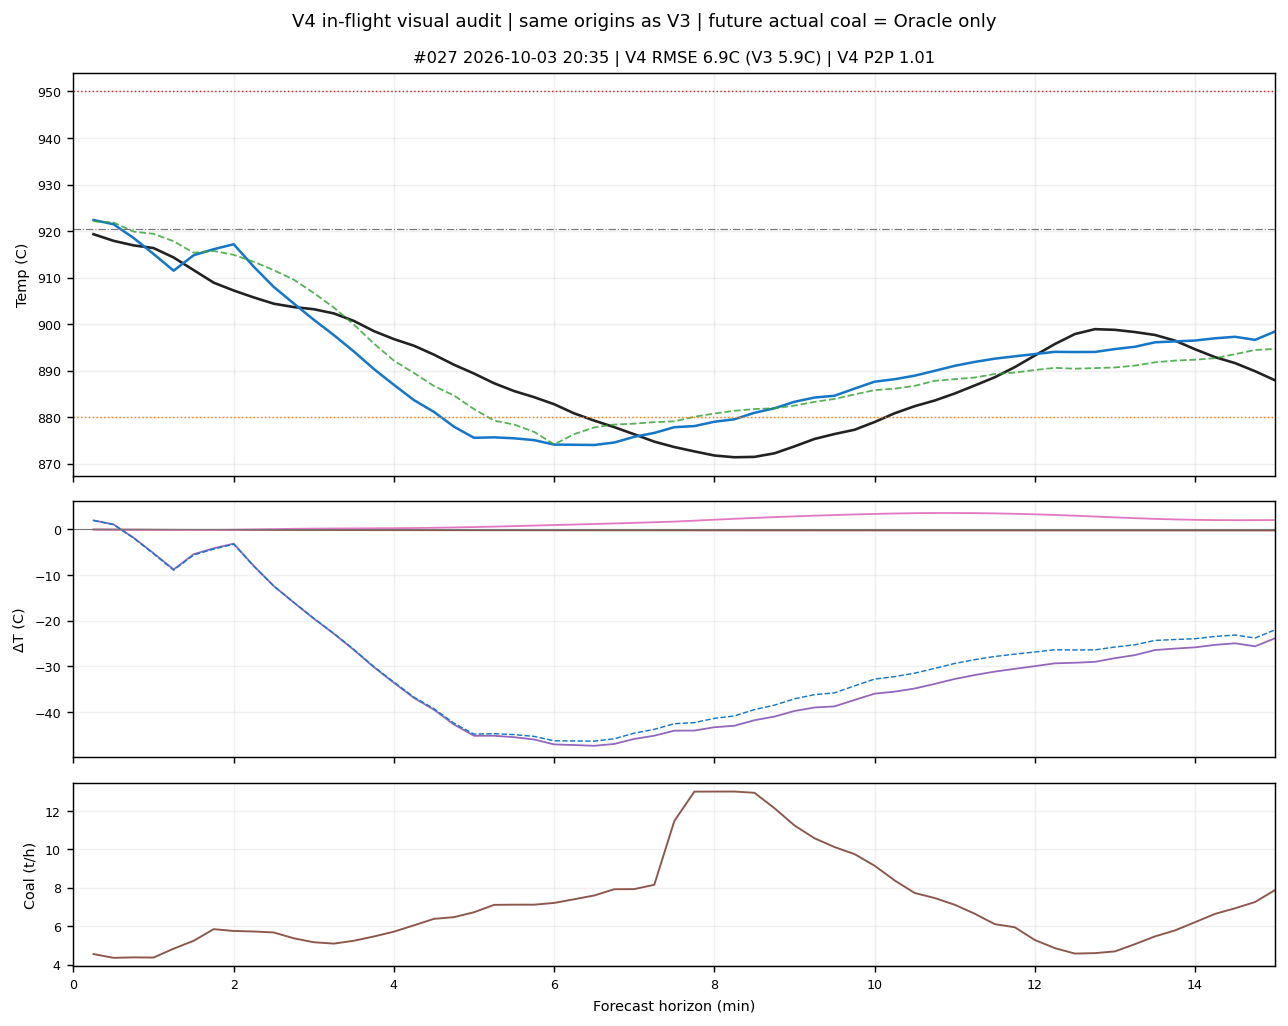 V4 in-flight visual audit | same origins as V3 | future actual coal = Oracle only
#027 2026-10-03 20:35 | V4 RMSE 6.9C (V3 5.9C) | V4 P2P 1.01
950
940
930
920
910
900
890
880
870
Temp (C)
0
−10
−20
−30
−40
ΔT (C)
12
10
8
6
4
Coal (t/h)
0 2 4 6 8 10 12 14
Forecast horizon (min)